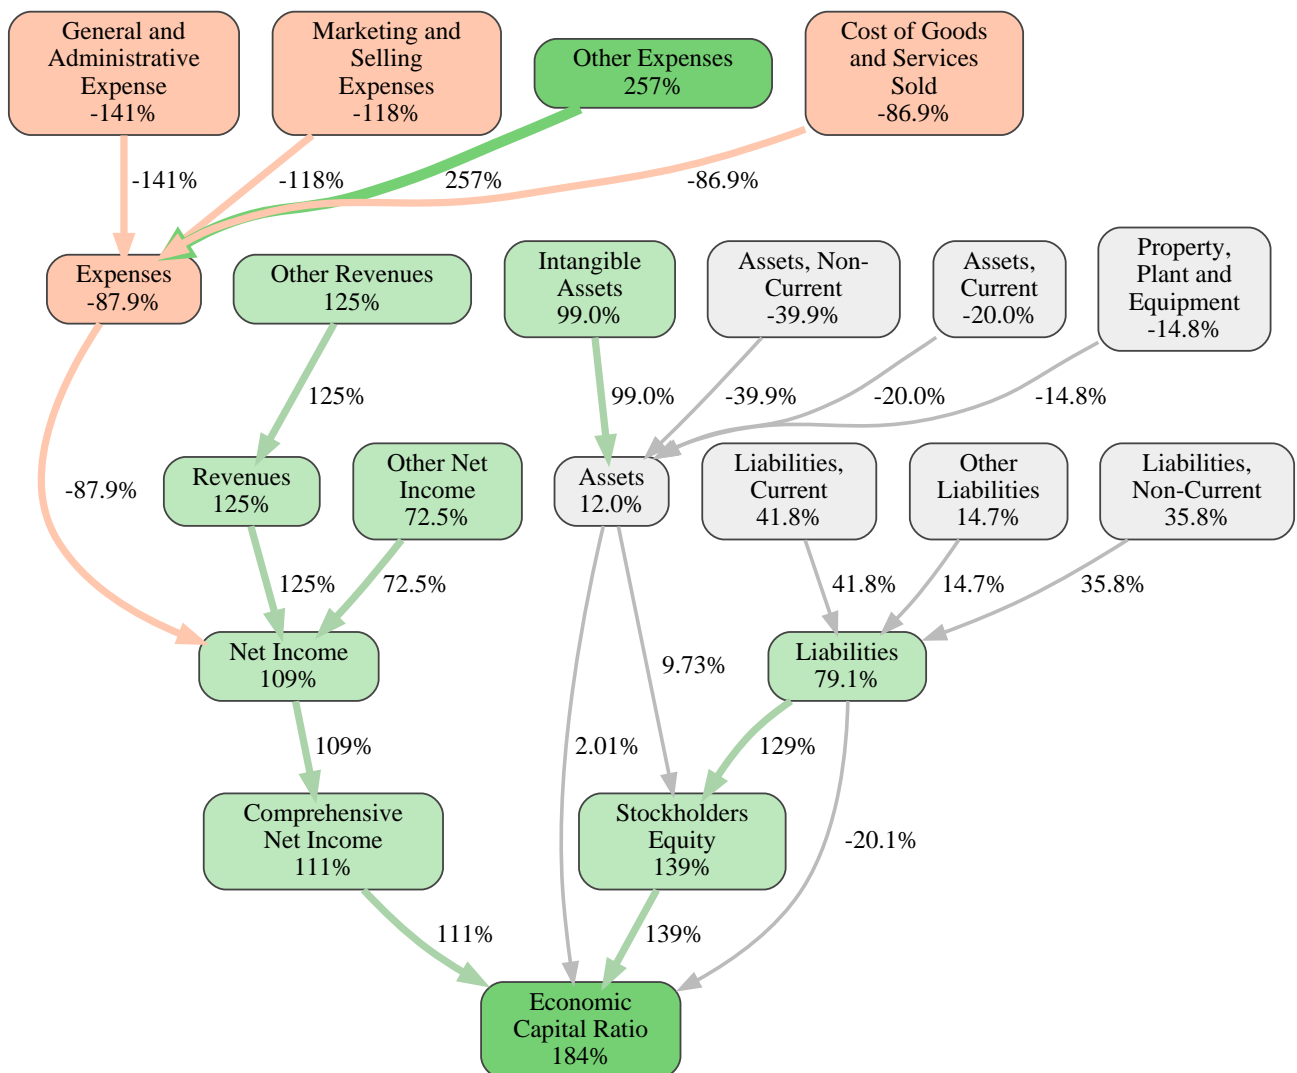 General and
Administrative
Expense
-141%
Marketing and
Selling
Expenses
-118%
Other Expenses
257%
Cost of Goods
and Services
Sold
-86.9%
-141%
-118%
257%
-86.9%
Expenses
-87.9%
Other Revenues
125%
Intangible
Assets
99.0%
Assets, Non-
Current
-39.9%
Assets,
Current
-20.0%
Property,
Plant and
Equipment
-14.8%
125%
99.0%
-39.9%
-20.0%
-14.8%
-87.9%
Revenues
125%
Other Net
Income
72.5%
Assets
12.0%
Liabilities,
Current
41.8%
Other
Liabilities
14.7%
Liabilities,
Non-Current
35.8%
125%
72.5%
41.8%
14.7%
35.8%
Net Income
109%
9.73%
Liabilities
79.1%
109%
2.01%
129%
Comprehensive
Net Income
111%
Stockholders
Equity
139%
-20.1%
111%
139%
Economic
Capital Ratio
184%